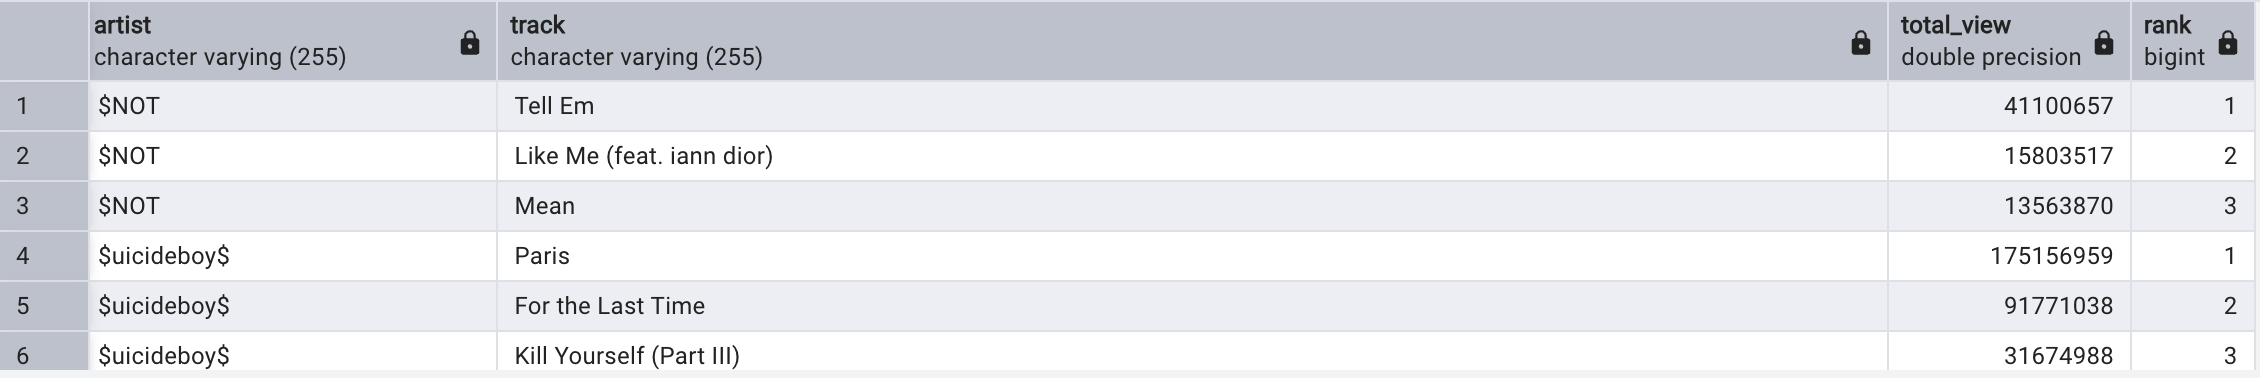 artist track total_view rank
character varying (255) character varying (255) double precision bigint
1 $NOT Tell Em 41100657 1
2 $NOT Like Me (feat. iann dior) 15803517 2
3 $NOT Mean 13563870 3
4 $uicideboy$ Paris 175156959 1
5 $uicideboy$ For the Last Time 91771038 2
6 $uicideboy$ Kill Yourself (Part III) 31674988 3